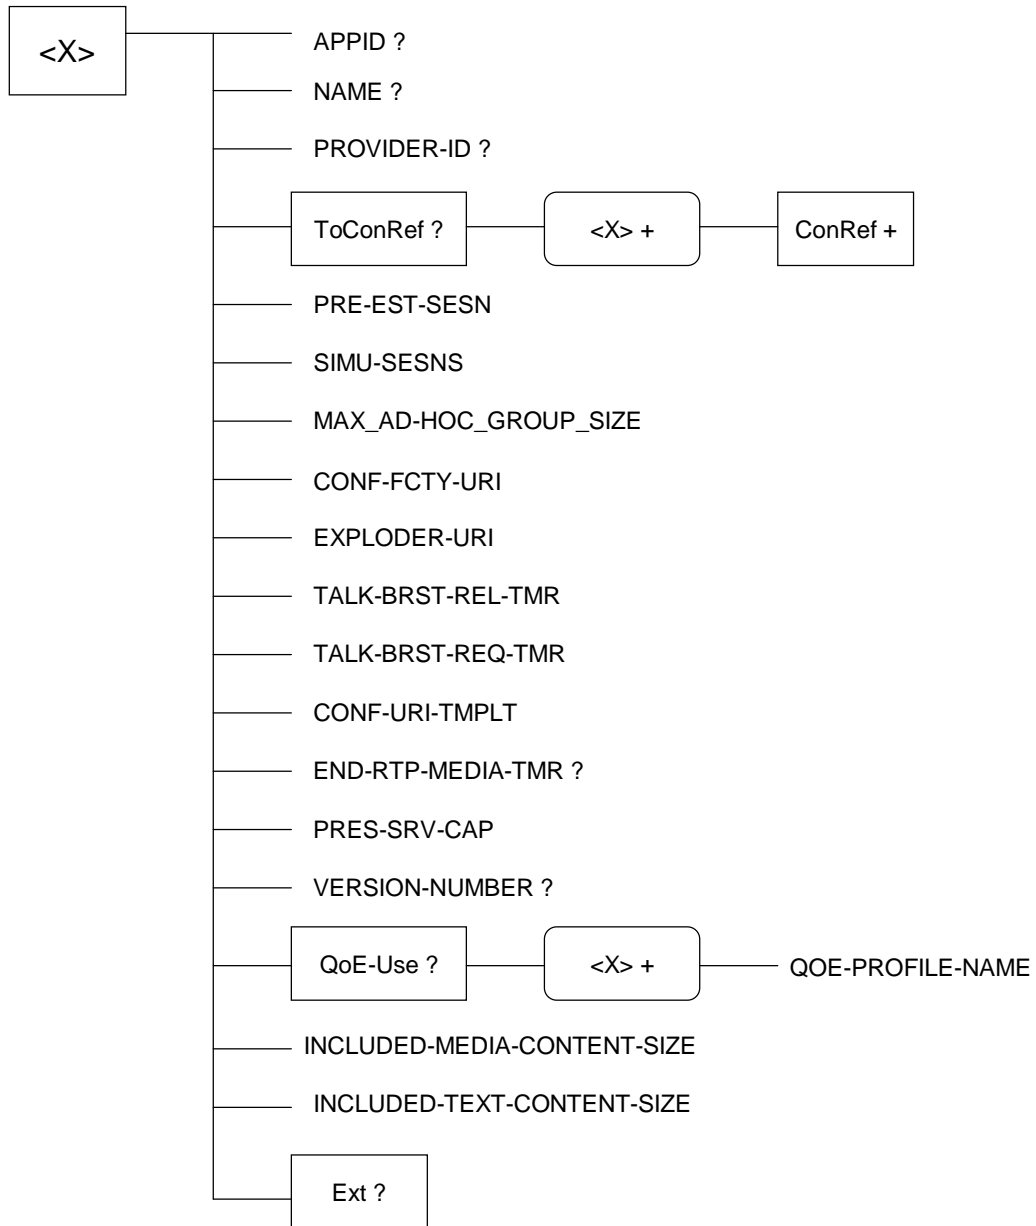 <X>
APPID ?
NAME ?
PROVIDER-ID ?
ToConRef ? <X> + ConRef +
PRE-EST-SESN
SIMU-SESNS
MAX_AD-HOC_GROUP_SIZE
CONF-FCTY-URI
EXPLODER-URI
TALK-BRST-REL-TMR
TALK-BRST-REQ-TMR
CONF-URI-TMPLT
END-RTP-MEDIA-TMR ?
PRES-SRV-CAP
VERSION-NUMBER ?
QoE-Use ? <X> + QOE-PROFILE-NAME
INCLUDED-MEDIA-CONTENT-SIZE
INCLUDED-TEXT-CONTENT-SIZE
Ext ?